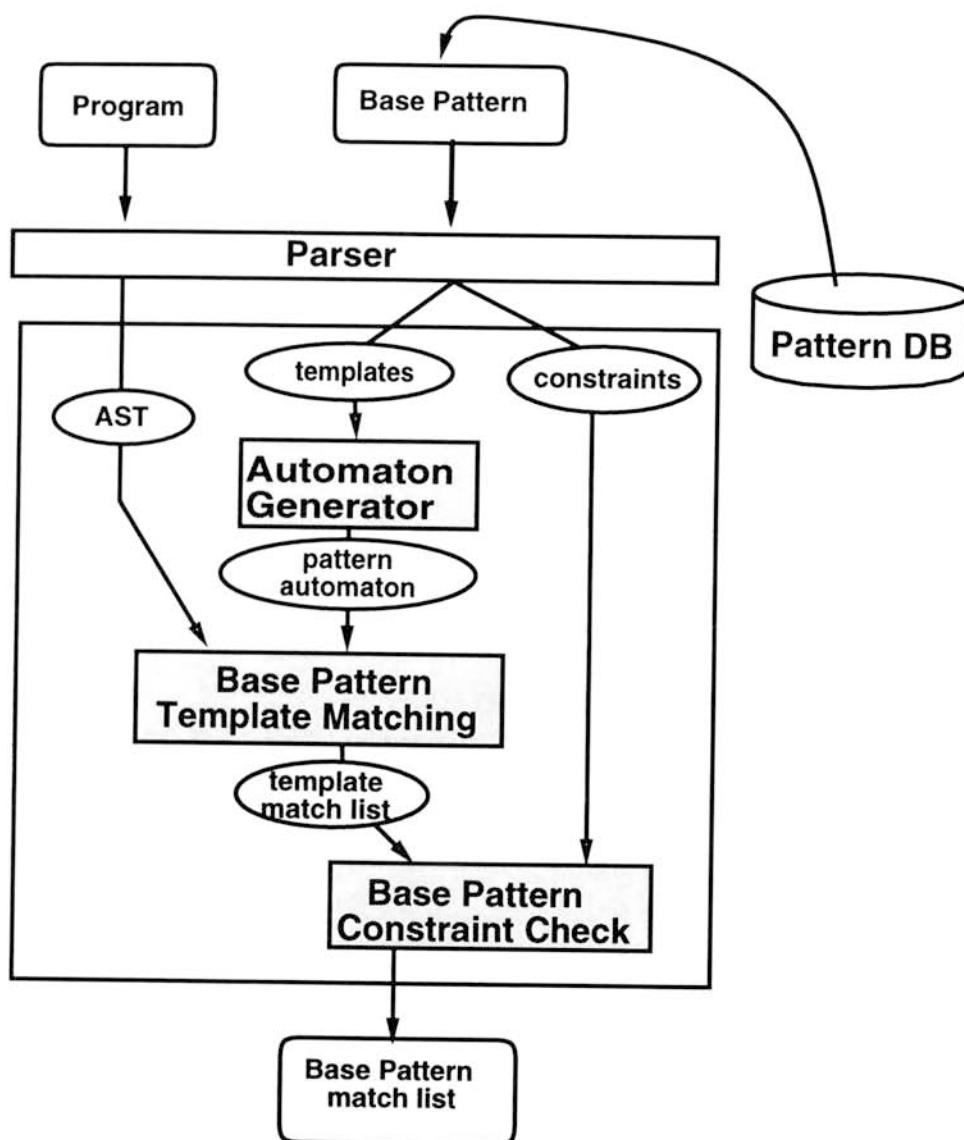 Program
Base Pattern
Parser
Pattern DB
templates
constraints
AST
Automaton
Generator
pattern
automaton
Base Pattern
Template Matching
template
match list
Base Pattern
Constraint Check
Base Pattern
match list